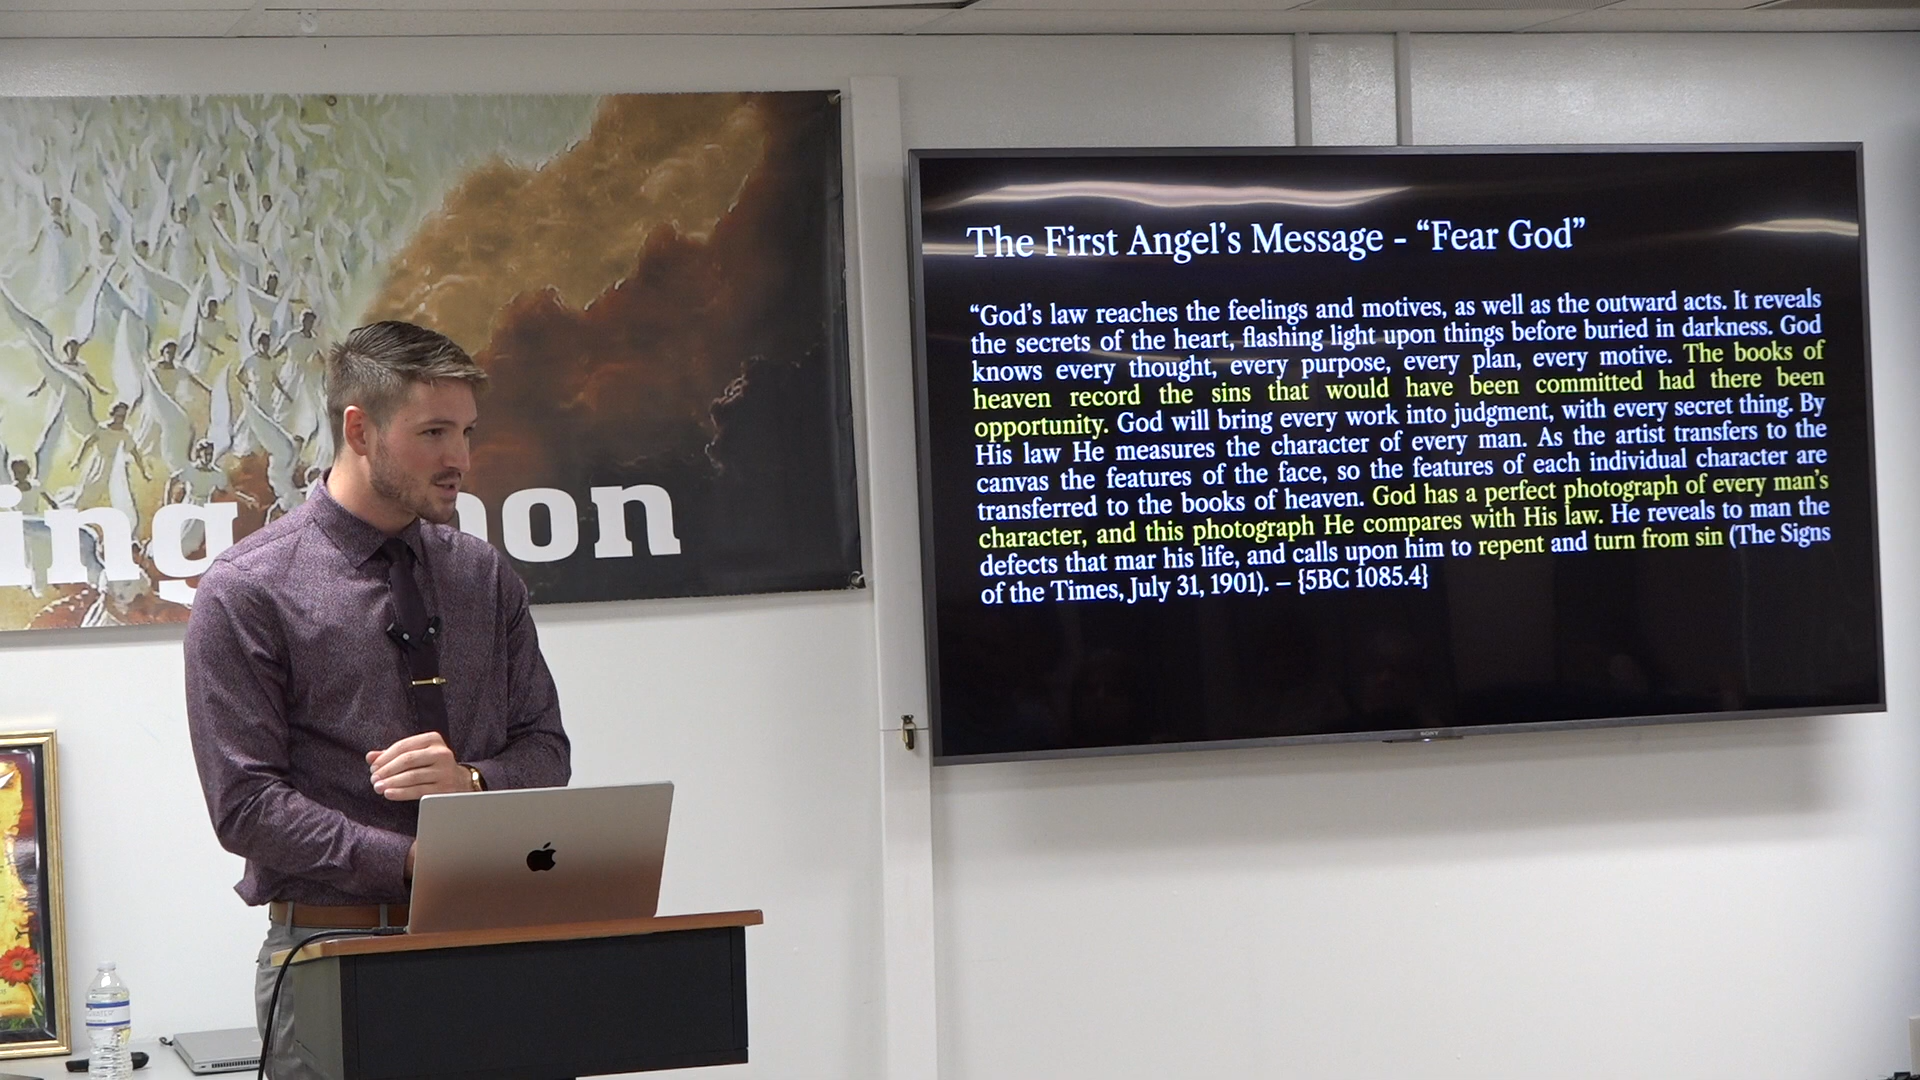 ing
oon
The First Angel's Message - “Fear God”
“God's law reaches the feelings and motives, as well as the outward acts. It reveals
the secrets of the heart, flashing light upon things before buried in darkness. God
knows every thought, every purpose, every plan, every motive. The books of
heaven record the sins that would have been committed had there been
opportunity. God will bring every work into judgment, with every secret thing. By
His law He measures the character of every man. As the artist transfers to the
canvas the features of the face, so the features of each individual character are
transferred to the books of heaven. God has a perfect photograph of every man's
character, and this photograph He compares with His law. He reveals to man the
defects that mar his life, and calls upon him to repent and turn from sin (The Signs
of the Times, July 31, 1901). – {5BC 1085.4}
SONY